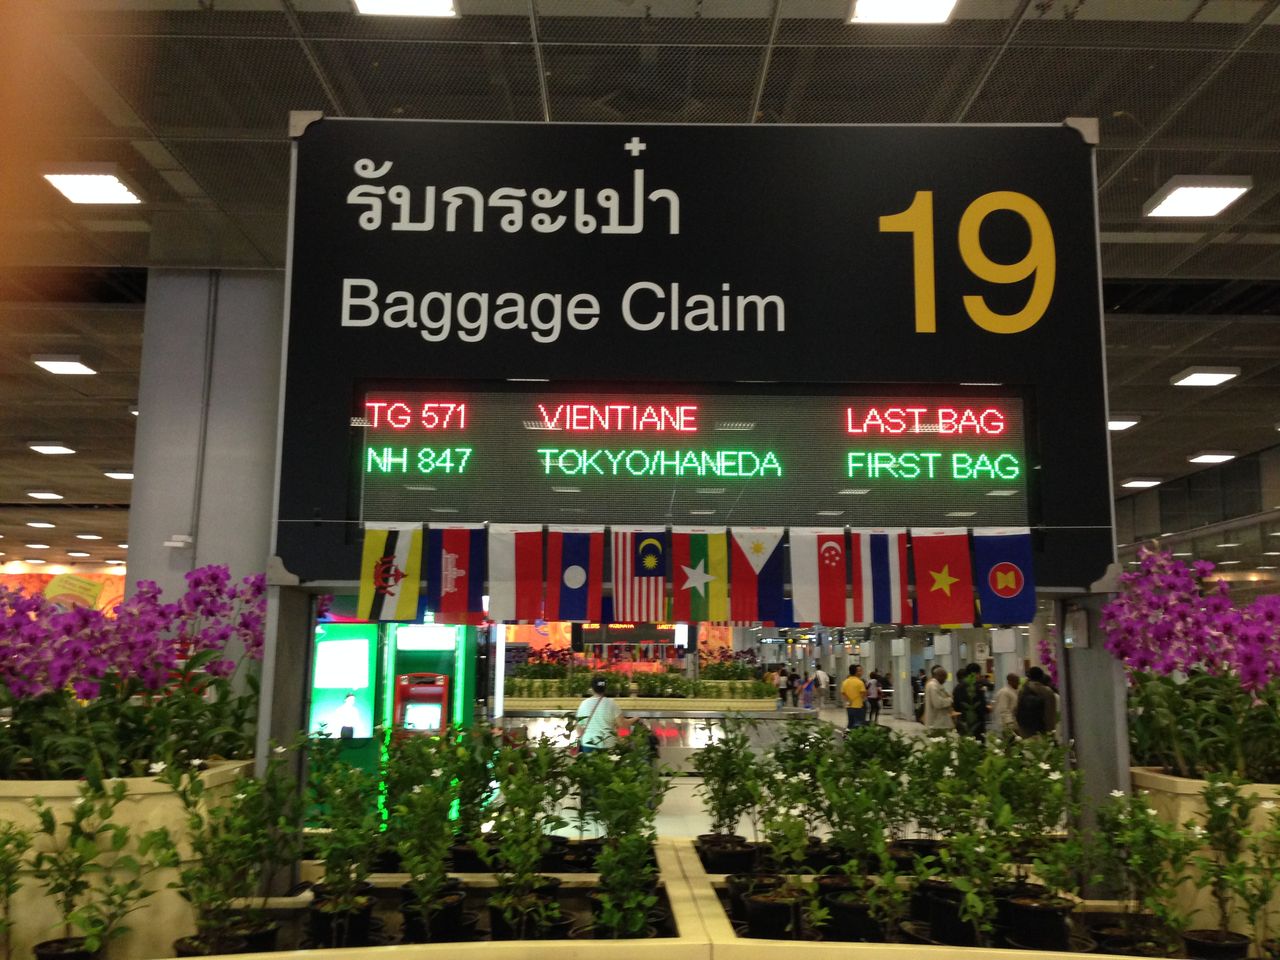 รับกระเป๋า
Baggage Claim
19
TG 571 VIENTIANE LAST BAG
NH 847 TOKYO/HANEDA FIRST BAG